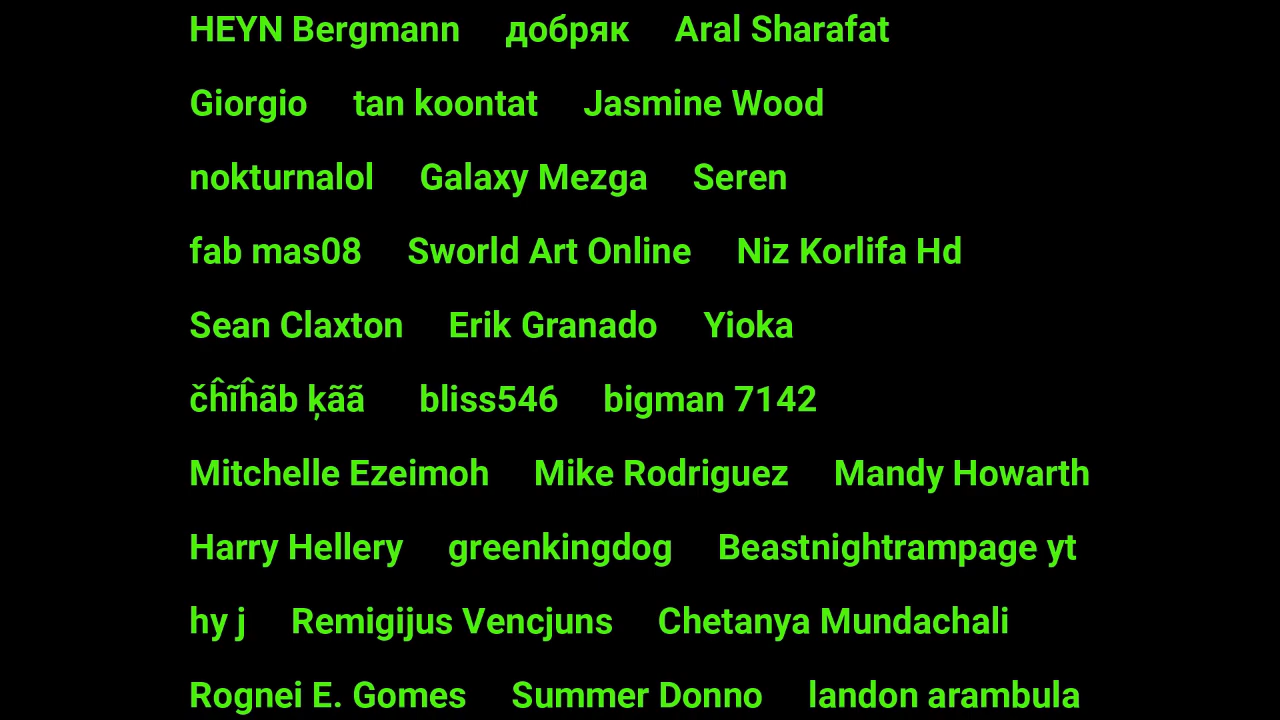 HEYN Bergmann добряк Aral Sharafat
Giorgio tan koontat Jasmine Wood
nokturnalol Galaxy Mezga Seren
fab mas08 Sworld Art Online Niz Korlifa Hd
Sean Claxton Erik Granado Yioka
čĥĩĥãb ķãã bliss546 bigman 7142
Mitchelle Ezeimoh Mike Rodriguez Mandy Howarth
Harry Hellery greenkingdog Beastnightrampage yt
hy j Remigijus Vencjuns Chetanya Mundachali
Rognei E. Gomes Summer Donno landon arambula